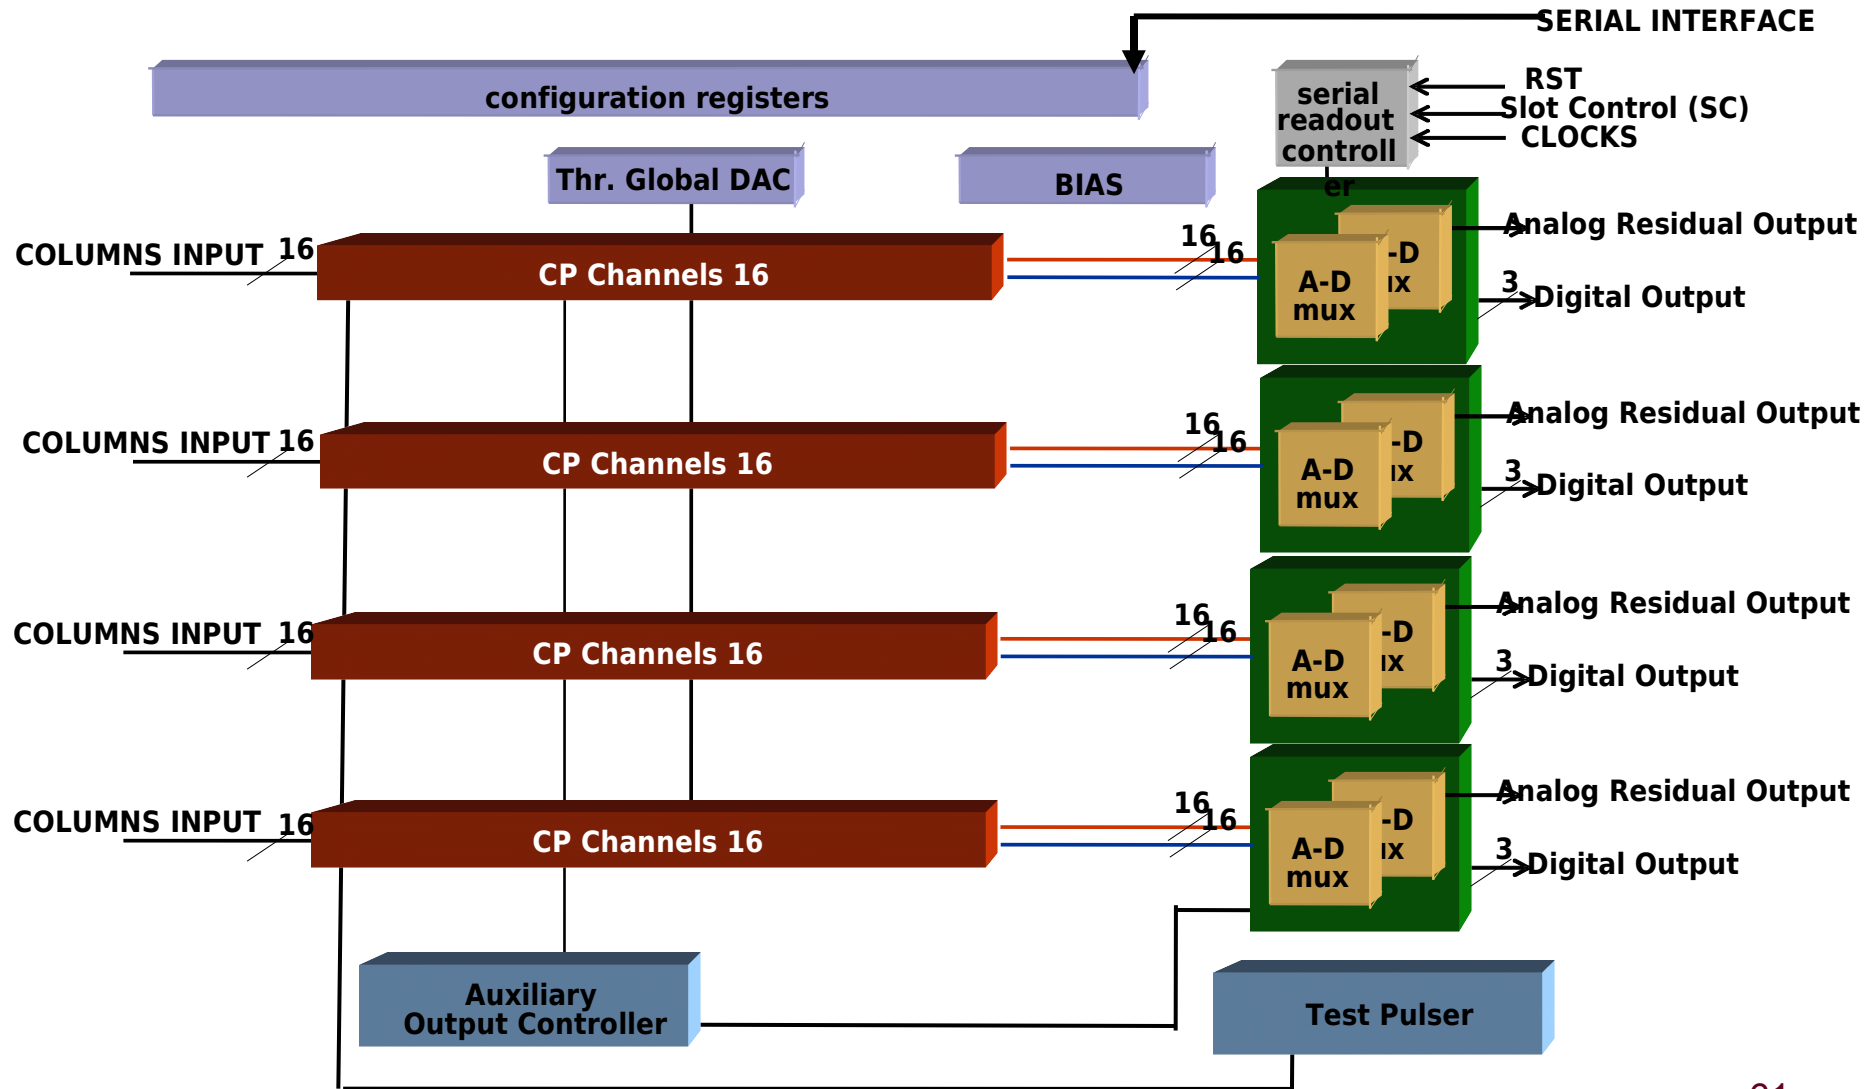 SERIAL INTERFACE
configuration registers
serial
readout
controll
er
RST
Slot Control (SC)
CLOCKS
Thr. Global DAC
BIAS
COLUMNS INPUT
16
CP Channels 16
16
16
A-D
mux
-D
ux
Analog Residual Output
3
Digital Output
COLUMNS INPUT
16
CP Channels 16
16
16
A-D
mux
-D
ux
Analog Residual Output
3
Digital Output
COLUMNS INPUT
16
CP Channels 16
16
16
A-D
mux
-D
ux
Analog Residual Output
3
Digital Output
COLUMNS INPUT
16
CP Channels 16
16
16
A-D
mux
-D
ux
Analog Residual Output
3
Digital Output
Auxiliary
Output Controller
Test Pulser